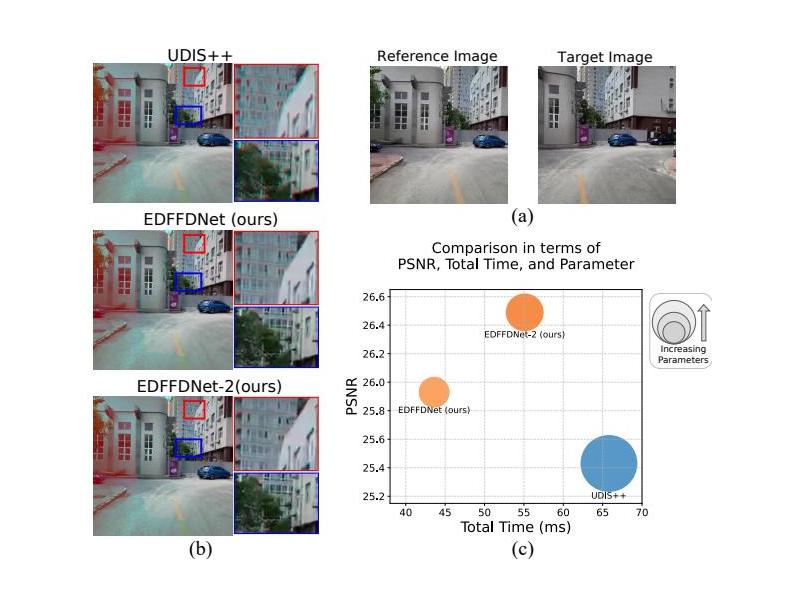 UDIS++
EDFFDNet (ours)
EDFFDNet-2(ours)
(b)
Reference Image
Target Image
(a)
Comparison in terms of
PSNR, Total Time, and Parameter
PSNR
26.6
26.4
26.2
26.0
25.8
25.6
25.4
25.2
EDFFDNet-2 (ours)
EDFFDNet (ours)
UDIS++
40 45 50 55 60 65 70
Total Time (ms)
Increasing
Parameters
(c)